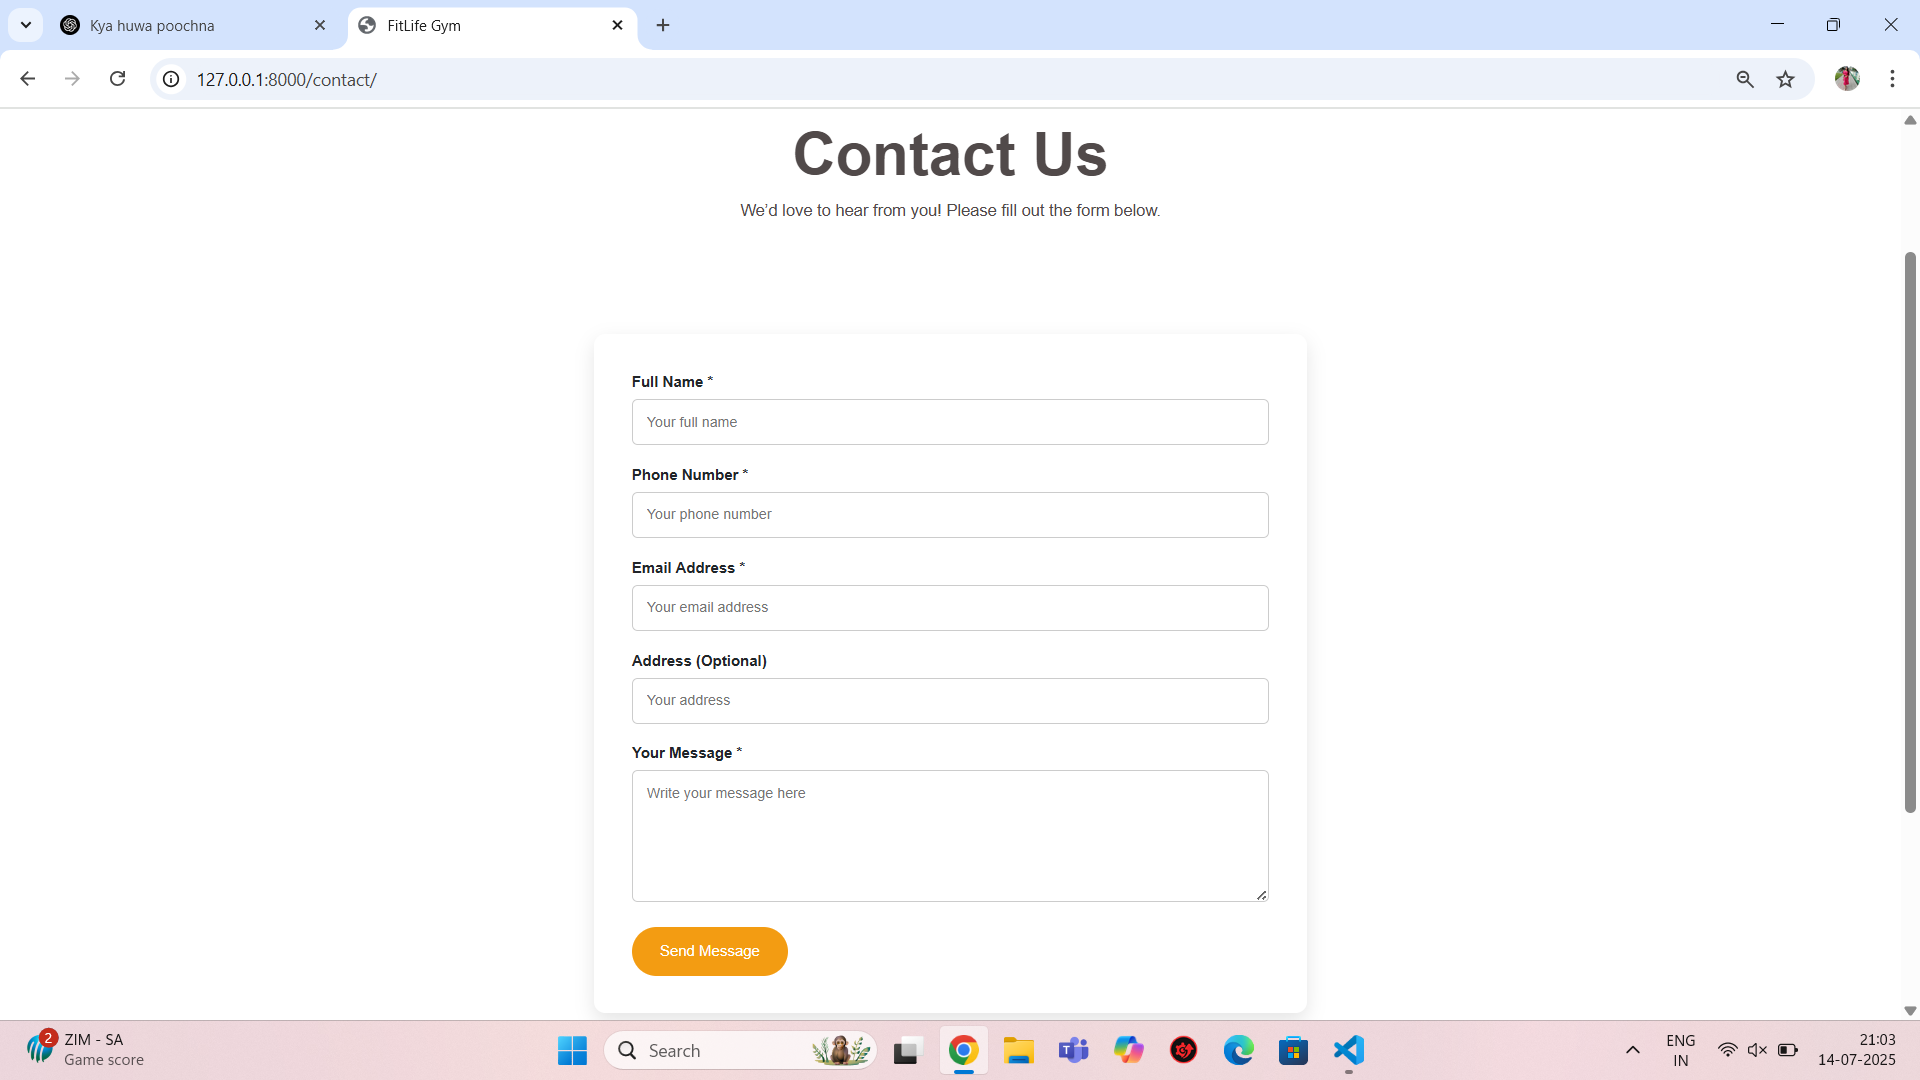 Kya huwa poochna
FitLife Gym
127.0.0.1:8000/contact/
Contact Us
We’d love to hear from you! Please fill out the form below.
Full Name *
Your full name
Phone Number *
Your phone number
Email Address *
Your email address
Address (Optional)
Your address
Your Message *
Write your message here
Send Message
2
ZIM - SA
Game score
Search
ENG
IN
21:03
14-07-2025